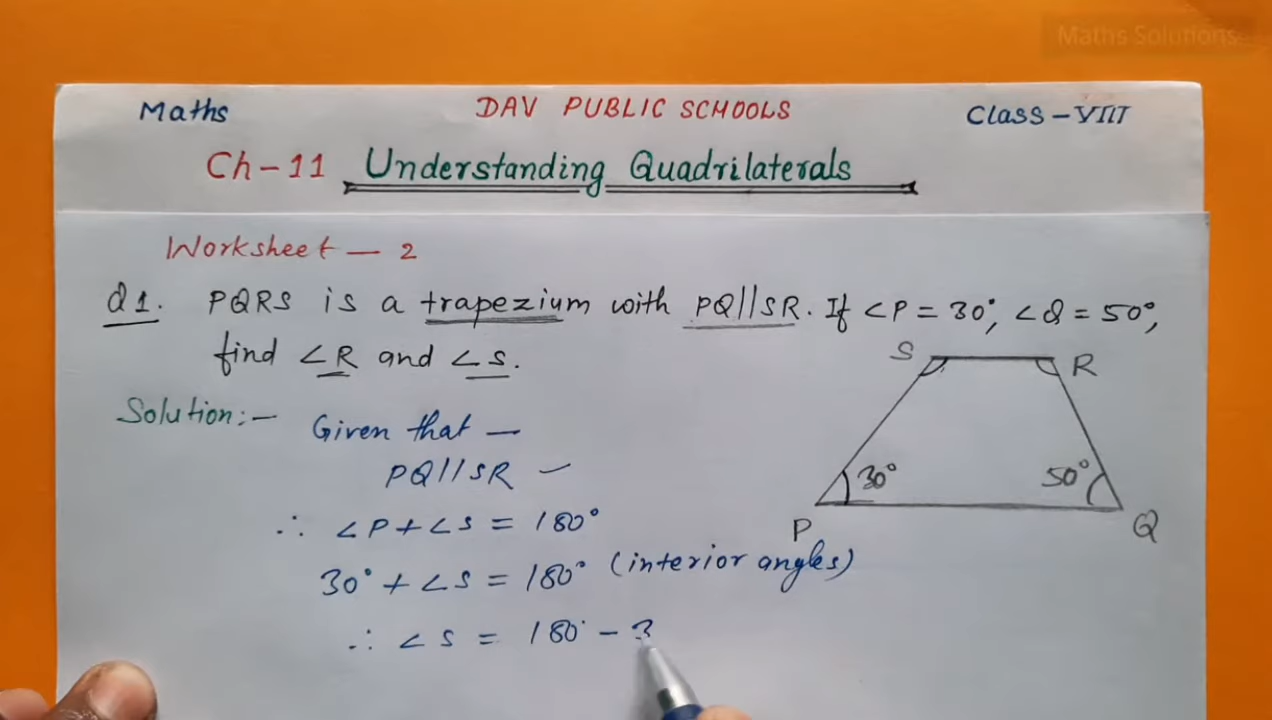 Maths Solutions
Maths DAV PUBLIC SCHOOLS Class-VIII
Ch-11 Understanding Quadrilaterals
Worksheet - 2
Q1. PQRS is a trapezium with PQ//SR. If ∠P = 30°, ∠Q = 50°,
find ∠R and ∠S.
S R
Solution:-
Given that -
PQ//SR -
30° 50°
P Q
∴ ∠P+∠S = 180°
30° + ∠S = 180° (interior angles)
∴ ∠S = 180° - 3